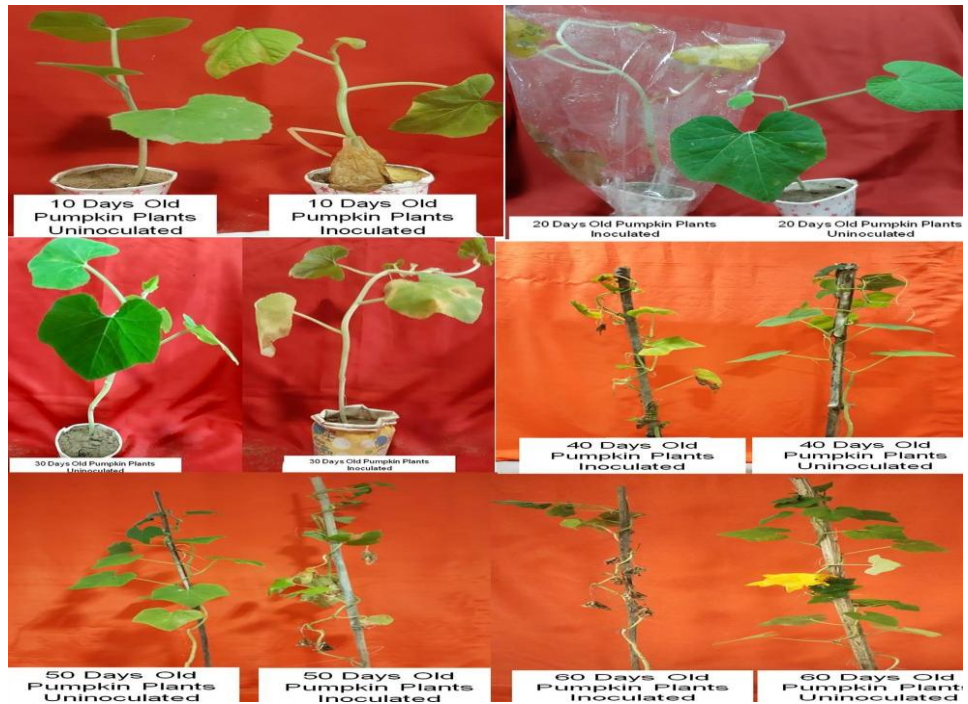 10 Days Old
Pumpkin Plants
Uninoculated
10 Days Old
Pumpkin Plants
Inoculated
20 Days Old Pumpkin Plants
Inoculated
20 Days Old Pumpkin Plants
Uninoculated
30 Days Old Pumpkin Plants
Uninoculated
30 Days Old Pumpkin Plants
Inoculated
40 Days Old
Pumpkin Plants
Inoculated
40 Days Old
Pumpkin Plants
Uninoculated
50 Days Old
Pumpkin Plants
Uninoculated
50 Days Old
Pumpkin Plants
Inoculated
60 Days Old
Pumpkin Plants
Inoculated
60 Days Old
Pumpkin Plants
Uninoculated